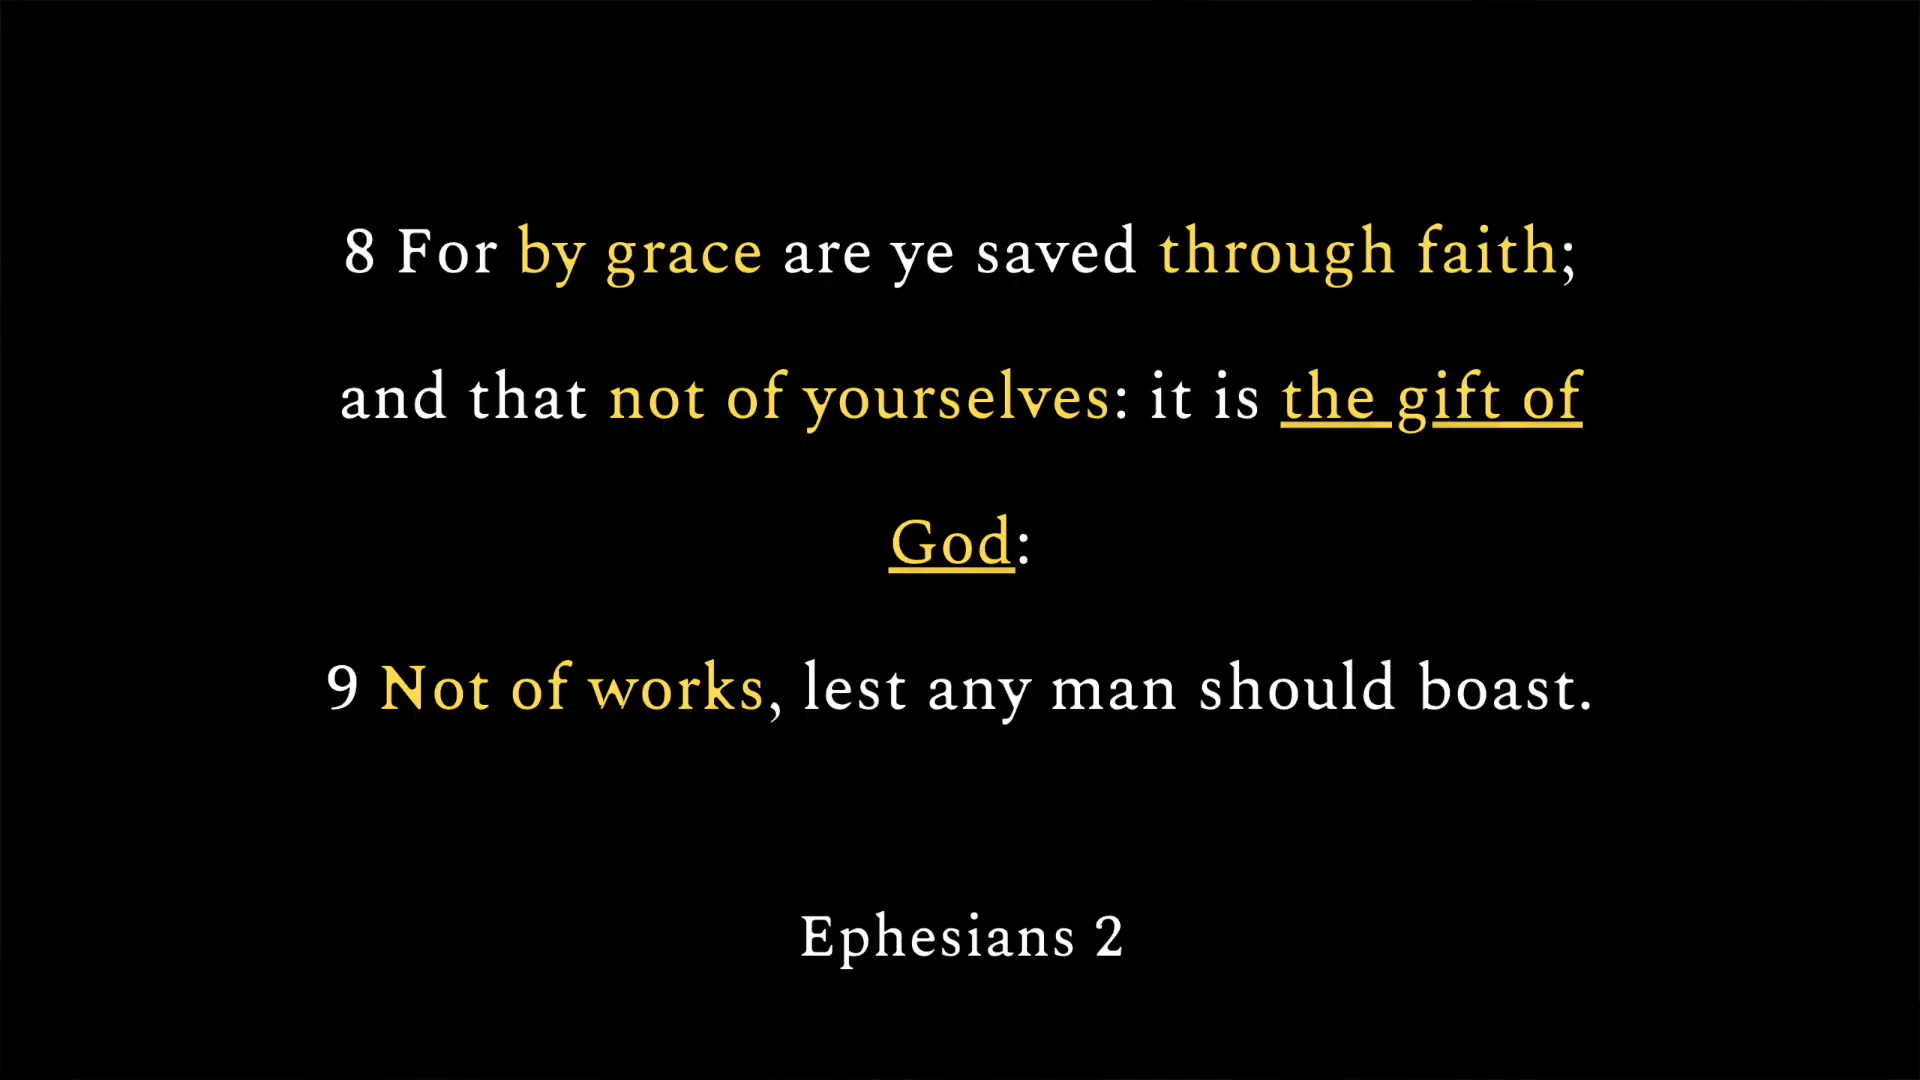 8 For by grace are ye saved through faith;
and that not of yourselves: it is the gift of
God:
9 Not of works, lest any man should boast.
Ephesians 2